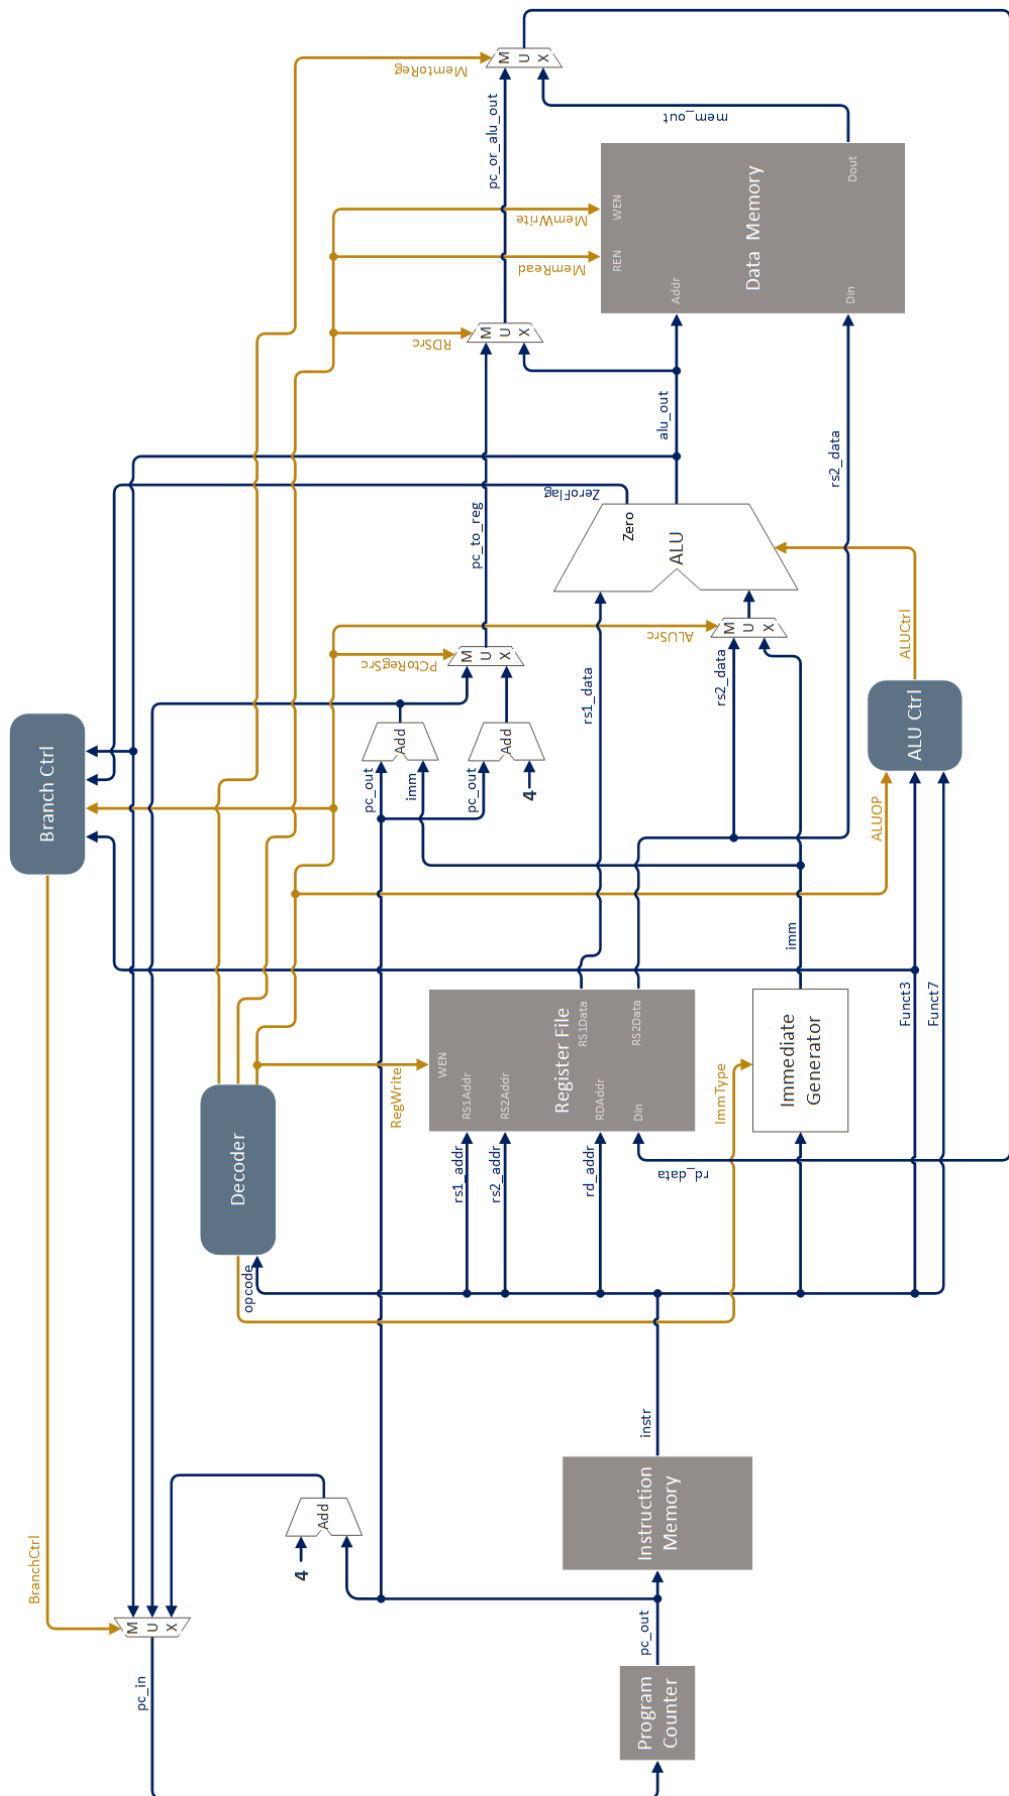 BranchCtrl
pc_in
M
U
X
4
Add
Program
Counter
pc_out
Instruction
Memory
instr
opcode
Decoder
Branch Ctrl
RegWrite
rs1_addr
rs2_addr
rd_addr
rd_data
WEN
RS1Addr
RS2Addr
RDAddr
Din
Register File
RS1Data
RS2Data
ImmType
Immediate
Generator
imm
Funct3
Funct7
ALUOP
ALU Ctrl
ALUCtrl
pc_out
imm
Add
pc_out
4
Add
PCtoRegSrc
M
U
X
pc_to_reg
rs1_data
rs2_data
ALUSrc
M
U
X
ALU
Zero
ZeroFlag
alu_out
rs2_data
RDSrc
M
U
X
pc_or_alu_out
MemRead
MemWrite
REN
WEN
Addr
Din
Data Memory
Dout
mem_out
MemtoReg
M
U
X